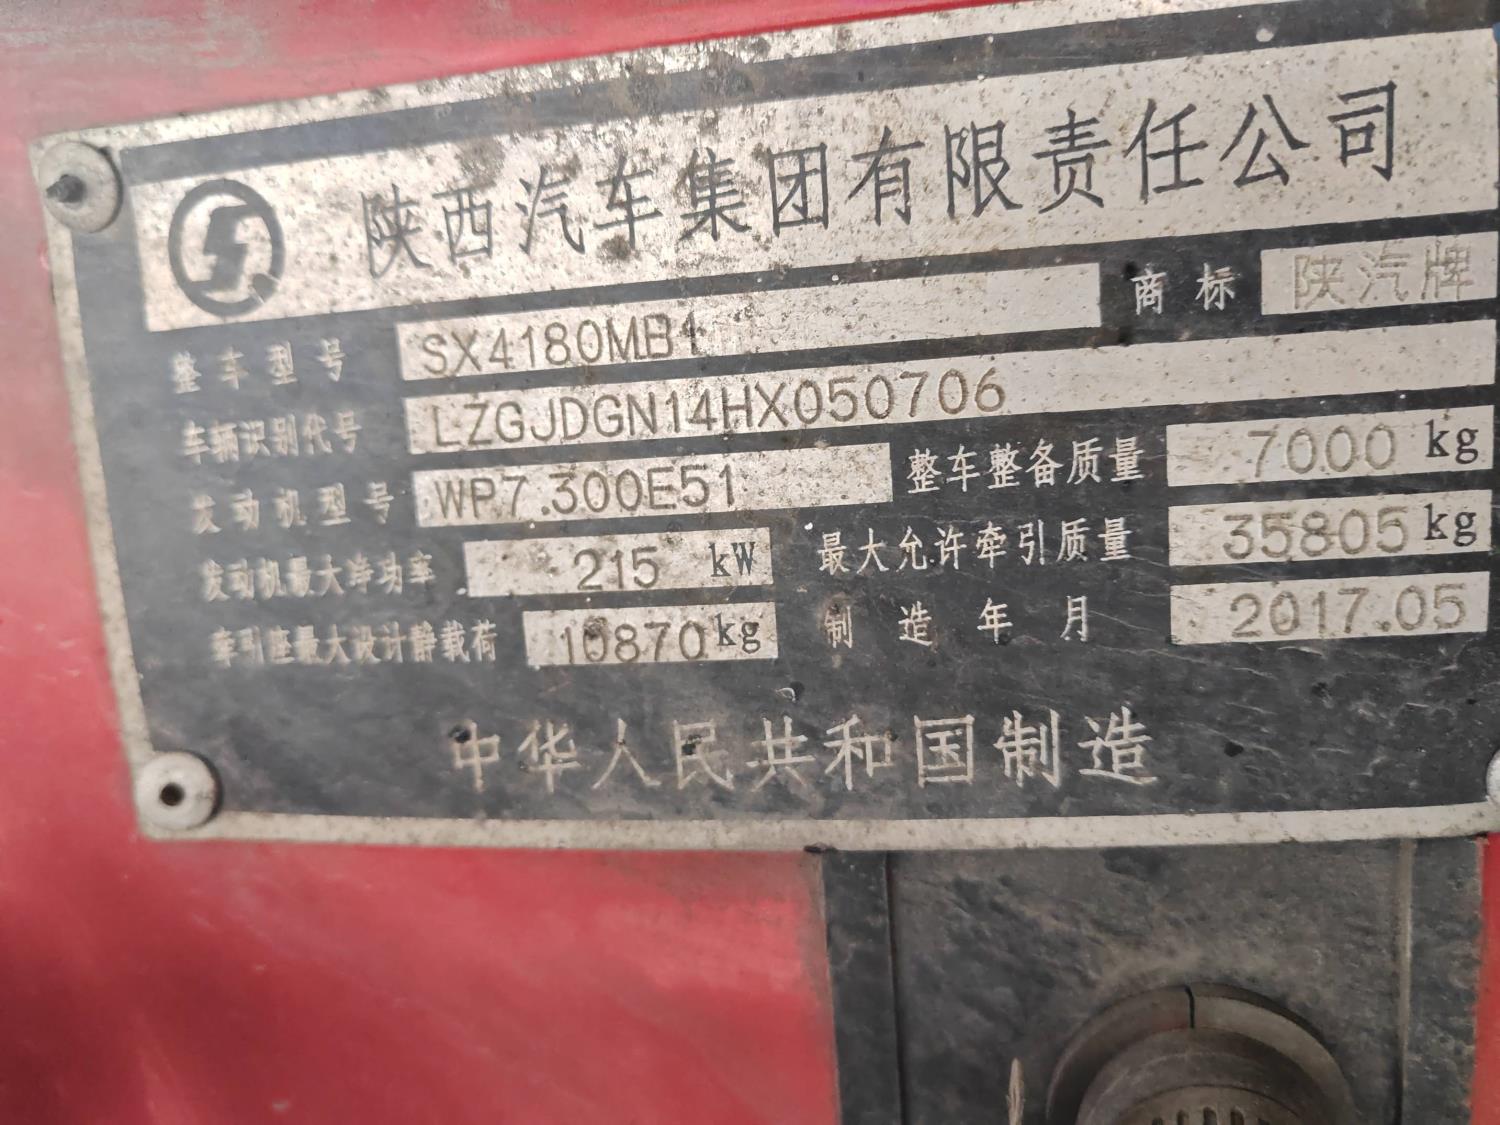 陕西汽车集团有限责任公司
商标 陕汽牌
整车型号 SX4180MB1
车辆识别代号 LZGJDGN14HX050706
发动机型号 WP7.300E51 整车整备质量 7000 kg
发动机最大净功率 215 kW 最大允许牵引质量 35805 kg
牵引座最大设计静载荷 10870 kg 制造年月 2017.05
中华人民共和国制造